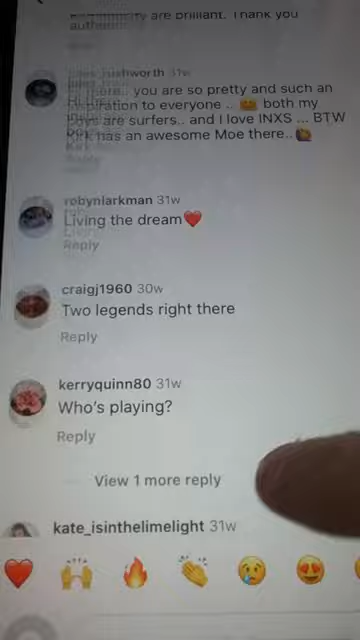 are brilliant. Thank you
31w
you are so pretty and such an
to everyone .. 😄 both my
are surfers.. and I love INXS ... BTW
has an awesome Moe there..
Reply
robynlarkman 31w
Living the dream❤️
Reply
craigj1960 30w
Two legends right there
Reply
kerryquinn80 31w
Who's playing?
Reply
View 1 more reply
kate_isinthelimelight 31w